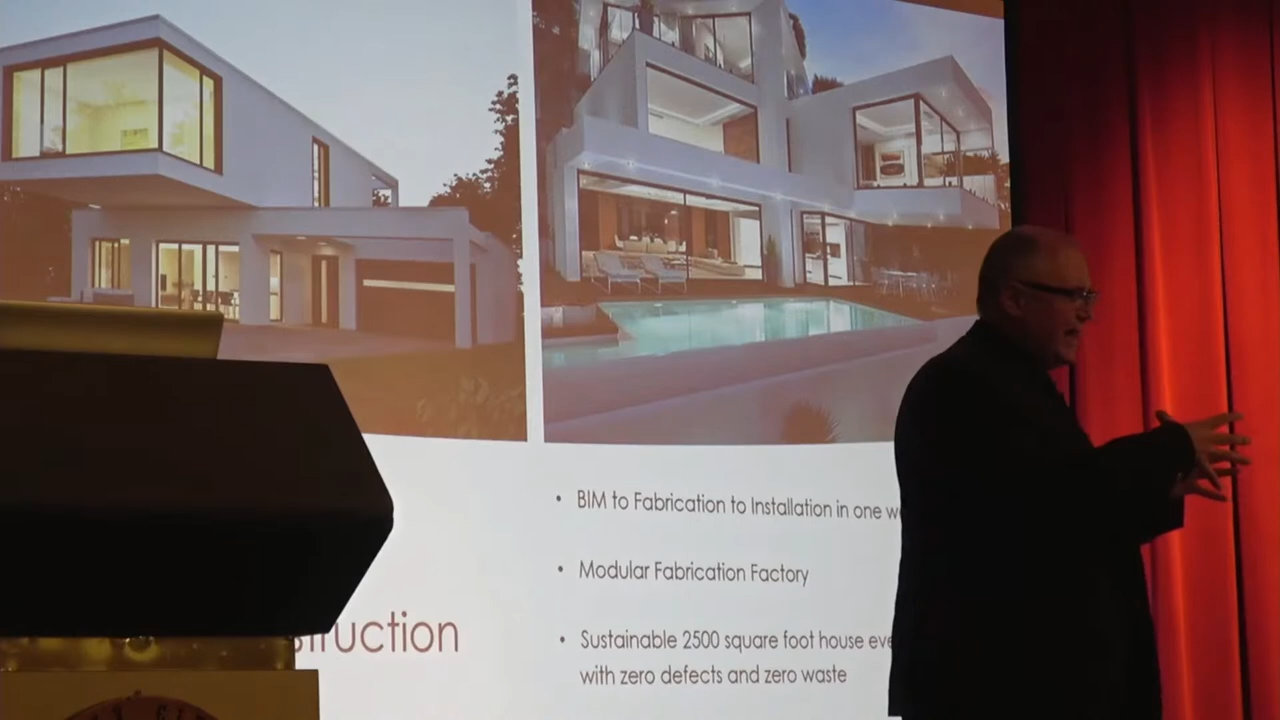 • BIM to Fabrication to Installation in one
• Modular Fabrication Factory
struction
• Sustainable 2500 square foot house
with zero defects and zero waste